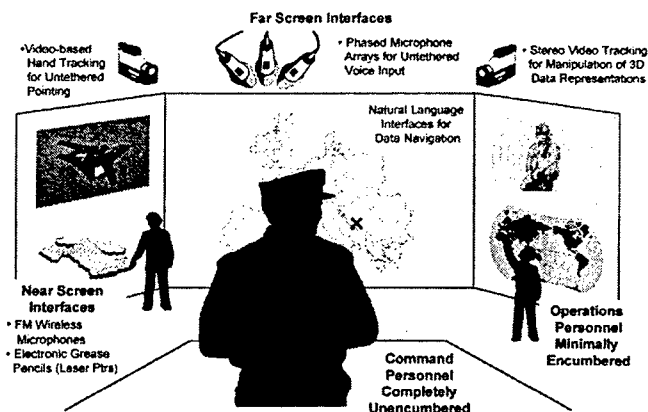 Far Screen Interfaces
•Video-based
Hand Tracking
for Untethered
Pointing
• Phased Microphone
Arrays for Untethered
Voice Input
• Stereo Video Tracking
for Manipulation of 3D
Data Representations
Natural Language
Interfaces for
Data Navigation
Near Screen
Interfaces
• FM Wireless
Microphones
• Electronic Grease
Pencils (Laser Ptrs)
Operations
Personnel
Minimally
Encumbered
Command
Personnel
Completely
Unencumbered